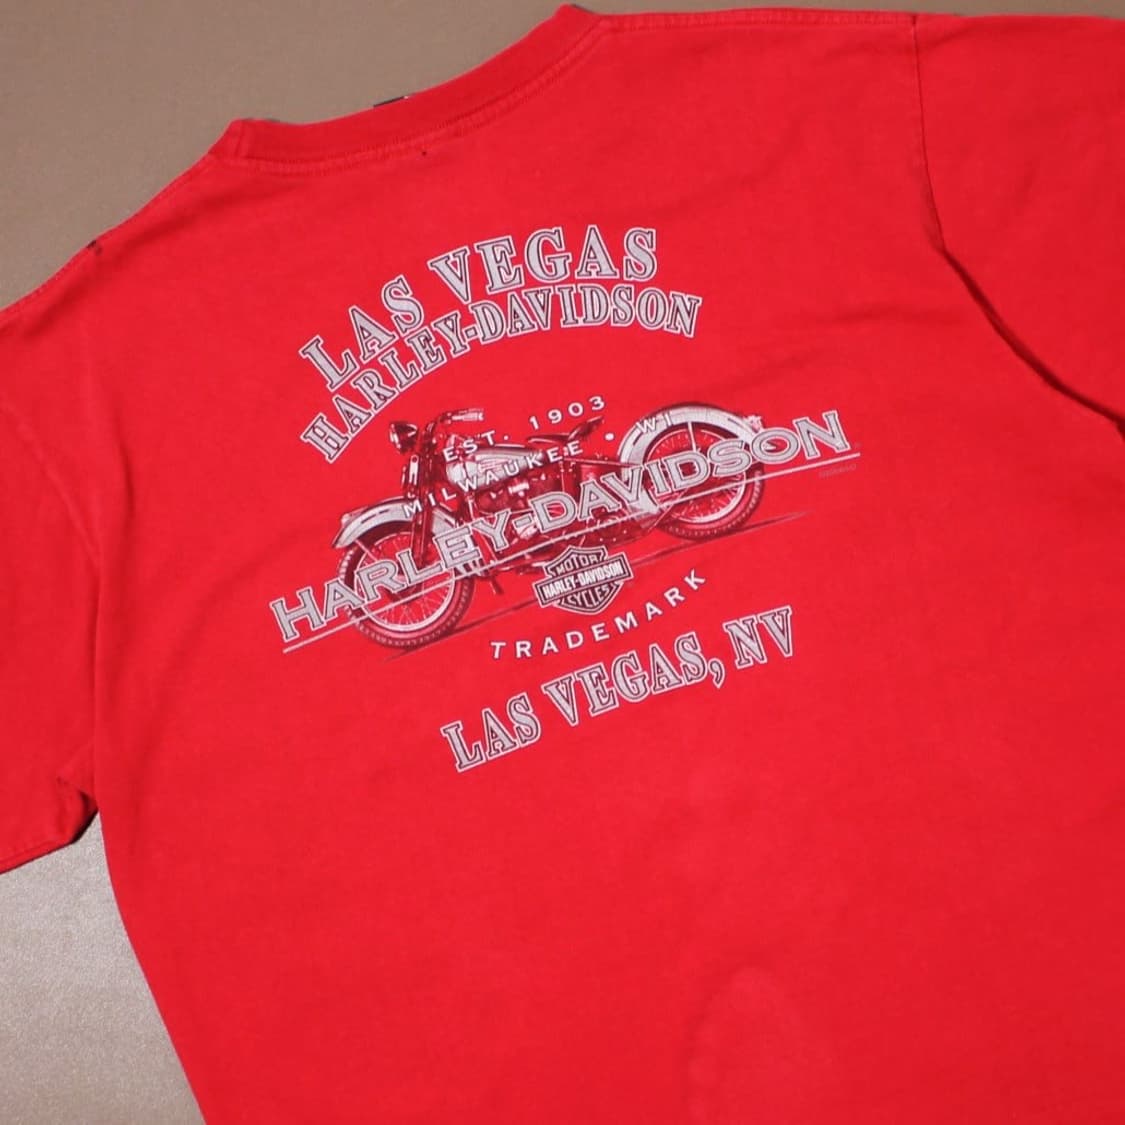 LAS VEGAS
HARLEY-DAVIDSON
EST. 1903
MILWAUKEE • WI
HARLEY-DAVIDSON
MOTOR
HARLEY-DAVIDSON
CYCLES
TRADEMARK
LAS VEGAS, NV